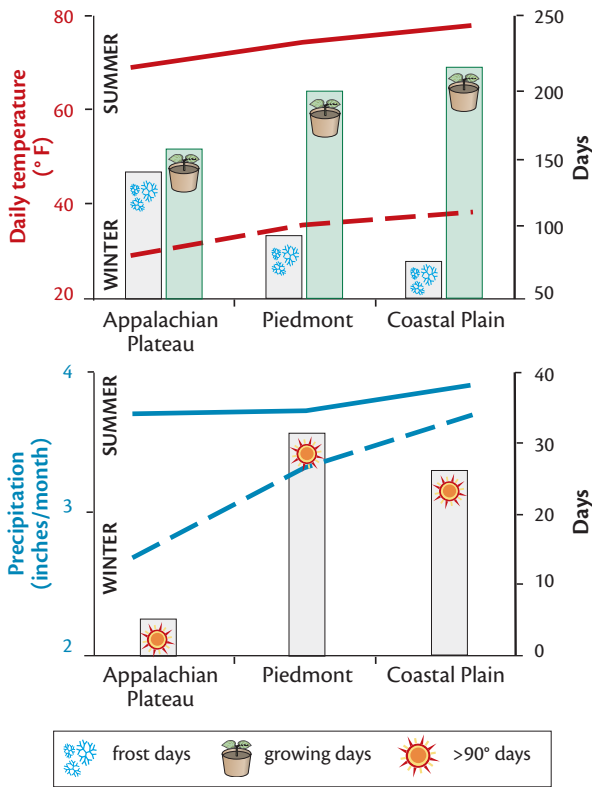 80
60
40
20
Daily temperature
(° F)
SUMMER
WINTER
250
200
150
100
50
Days
Appalachian
Plateau
Piedmont
Coastal Plain
4
3
2
Precipitation
(inches/month)
SUMMER
WINTER
40
30
20
10
0
Days
Appalachian
Plateau
Piedmont
Coastal Plain
frost days
growing days
>90° days